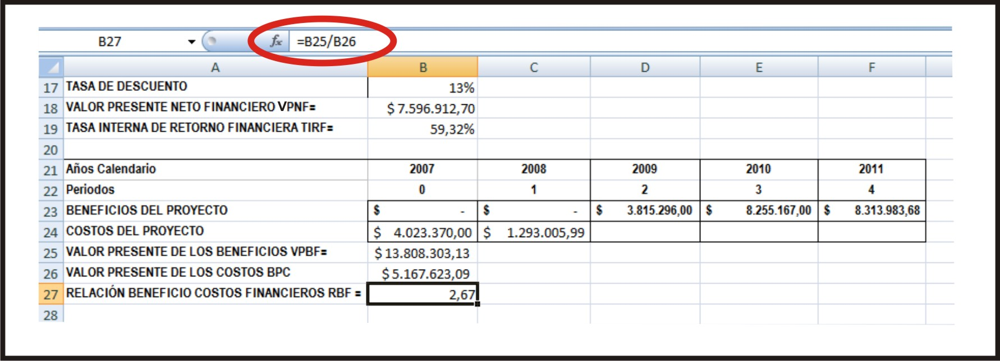 B27 fx =B25/B26
A B C D E F
17 TASA DE DESCUENTO 13%
18 VALOR PRESENTE NETO FINANCIERO VPNF= $ 7.596.912,70
19 TASA INTERNA DE RETORNO FINANCIERA TIRF= 59,32%
20
21 Años Calendario 2007 2008 2009 2010 2011
22 Periodos 0 1 2 3 4
23 BENEFICIOS DEL PROYECTO $ - $ - $ 3.815.296,00 $ 8.255.167,00 $ 8.313.983,68
24 COSTOS DEL PROYECTO $ 4.023.370,00 $ 1.293.005,99
25 VALOR PRESENTE DE LOS BENEFICIOS VPBF= $ 13.808.303,13
26 VALOR PRESENTE DE LOS COSTOS BPC $ 5.167.623,09
27 RELACIÓN BENEFICIO COSTOS FINANCIEROS RBF = 2,67
28